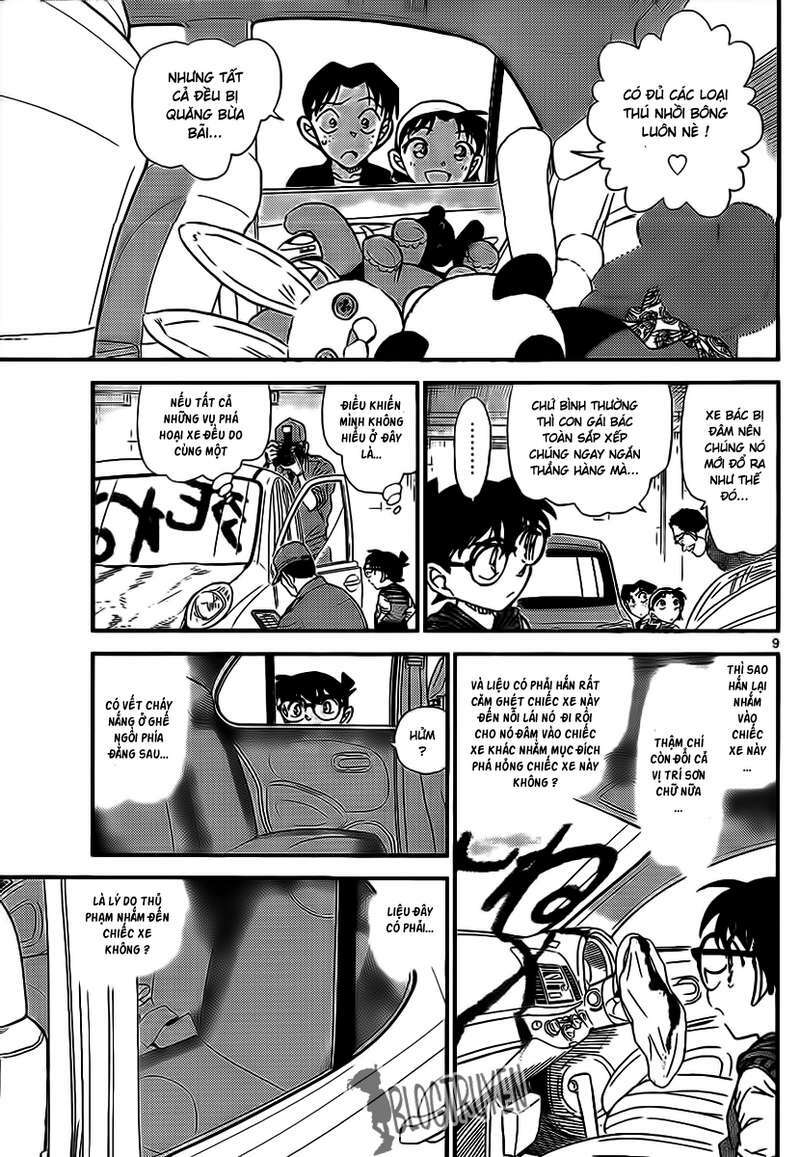 CÓ ĐỦ CÁC LOẠI
THÚ NHỒI BÔNG
LUÔN NÈ !
NHƯNG TẤT
CẢ ĐỀU BỊ
QUĂNG BỪA
BÃI...
XE BÁC BỊ
ĐÂM NÊN
CHÚNG NÓ
MỚI ĐỔ RA
NHƯ THẾ
ĐÓ...
CHỨ BÌNH THƯỜNG
THÌ CON GÁI BÁC
TOÀN SẮP XẾP
CHÚNG NGAY NGẮN
THẲNG HÀNG MÀ...
ĐIỀU KHIẾN
MÌNH KHÔNG
HIỂU Ở ĐÂY
LÀ...
NẾU TẤT CẢ
NHỮNG VỤ PHÁ
HOẠI XE ĐỀU DO
CÙNG MỘT
9
THÌ SAO
HẮN LẠI
NHẮM
VÀO
CHIẾC
XE NÀY
...
THẬM CHÍ
CÒN ĐỔI CẢ
VỊ TRÍ SƠN
CHỮ NỮA
...
VÀ LIỆU CÓ PHẢI HẮN RẤT
CĂM GHÉT CHIẾC XE NÀY
ĐẾN NỖI LÁI NÓ ĐI RỒI
CHO NÓ ĐÂM VÀO CHIẾC
XE KHÁC NHẰM MỤC ĐÍCH
PHÁ HỎNG CHIẾC XE NÀY
KHÔNG ?
HỬM
?
CÓ VẾT CHÁY
NẮNG Ở GHẾ
NGỒI PHÍA
ĐẰNG SAU...
LIỆU ĐÂY
CÓ PHẢI...
LÀ LÝ DO THỦ
PHẠM NHẮM ĐẾN
CHIẾC XE
KHÔNG ?
BLOGTRUYEN